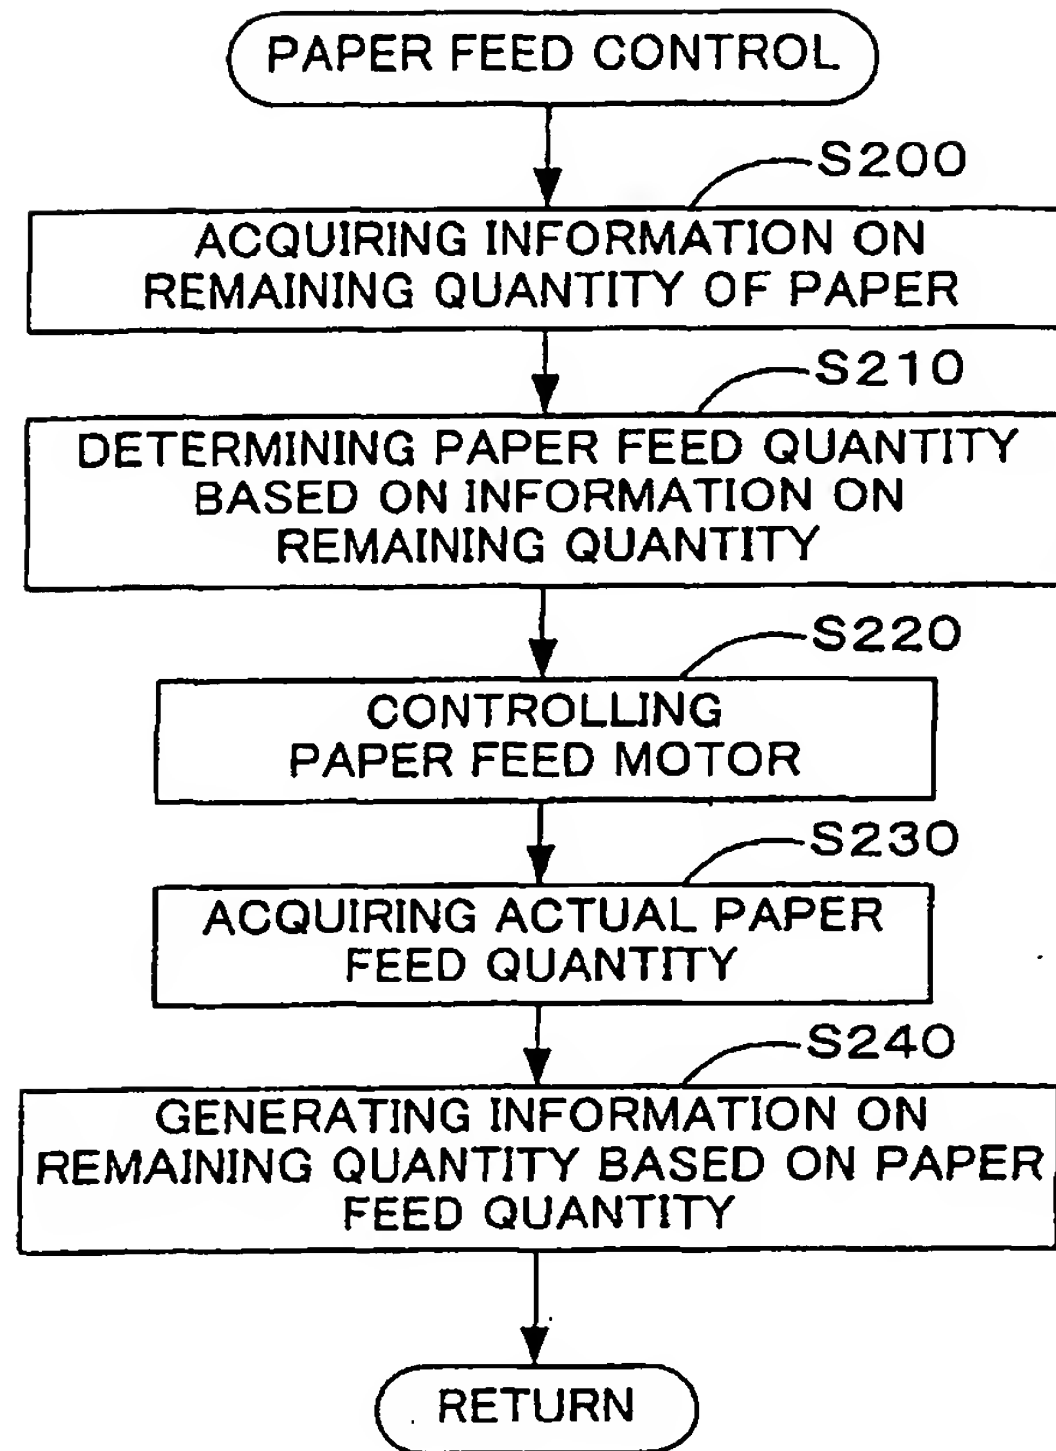 PAPER FEED CONTROL
S200
ACQUIRING INFORMATION ON
REMAINING QUANTITY OF PAPER
S210
DETERMINING PAPER FEED QUANTITY
BASED ON INFORMATION ON
REMAINING QUANTITY
S220
CONTROLLING
PAPER FEED MOTOR
S230
ACQUIRING ACTUAL PAPER
FEED QUANTITY
S240
GENERATING INFORMATION ON
REMAINING QUANTITY BASED ON PAPER
FEED QUANTITY
RETURN